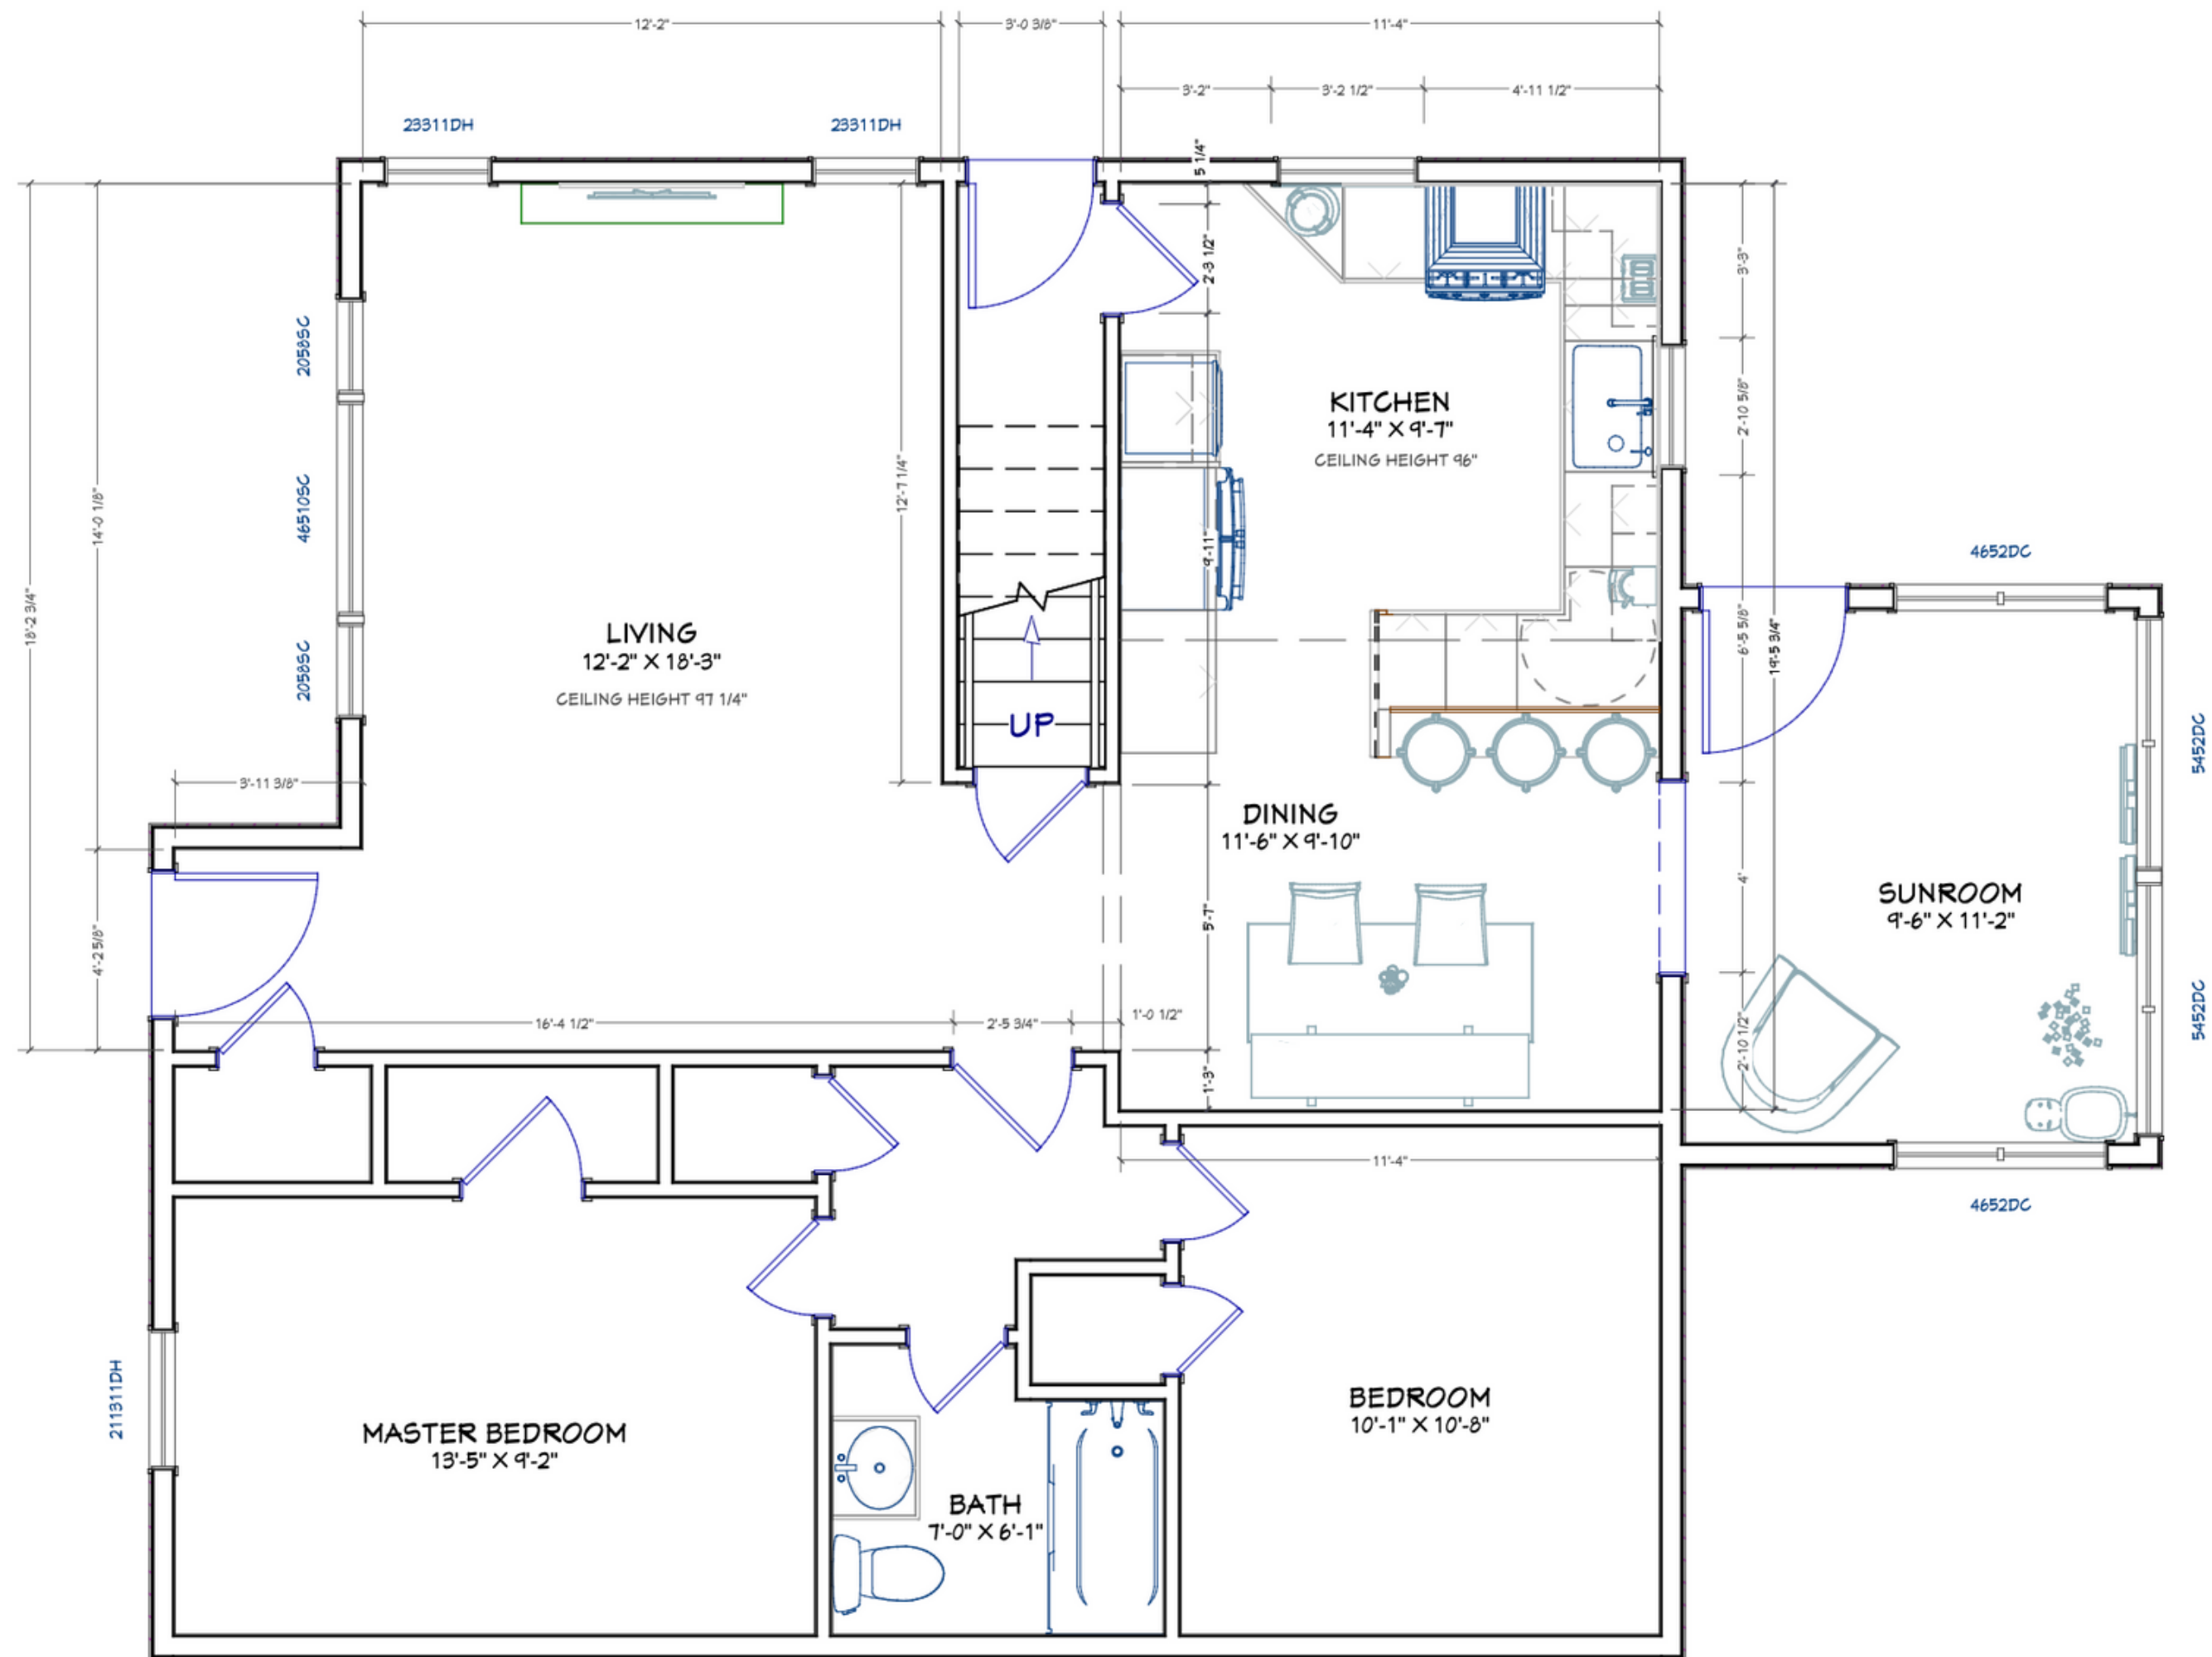 12'-2"
3'-0 3/8"
11'-4"
3'-2"
3'-2 1/2"
4'-11 1/2"
23311DH
23311DH
5 1/4"
2'-3 1/2"
3'-3"
2058SC
KITCHEN
11'-4" X 9'-7"
CEILING HEIGHT 96"
2'-10 5/8"
12'-7 1/4"
14'-0 1/8"
46510SC
9'-11"
4652DC
18'-2 3/4"
LIVING
12'-2" X 18'-3"
CEILING HEIGHT 97 1/4"
6'-5 5/8"
19'-5 3/4"
2058SC
UP
5452DC
3'-11 3/8"
DINING
11'-6" X 9'-10"
4'
SUNROOM
9'-6" X 11'-2"
4'-2 5/8"
5'-7"
16'-4 1/2"
2'-5 3/4"
1'-0 1/2"
2'-10 1/2"
5452DC
1'-3"
11'-4"
4652DC
211311DH
MASTER BEDROOM
13'-5" X 9'-2"
BEDROOM
10'-1" X 10'-8"
BATH
7'-0" X 6'-1"